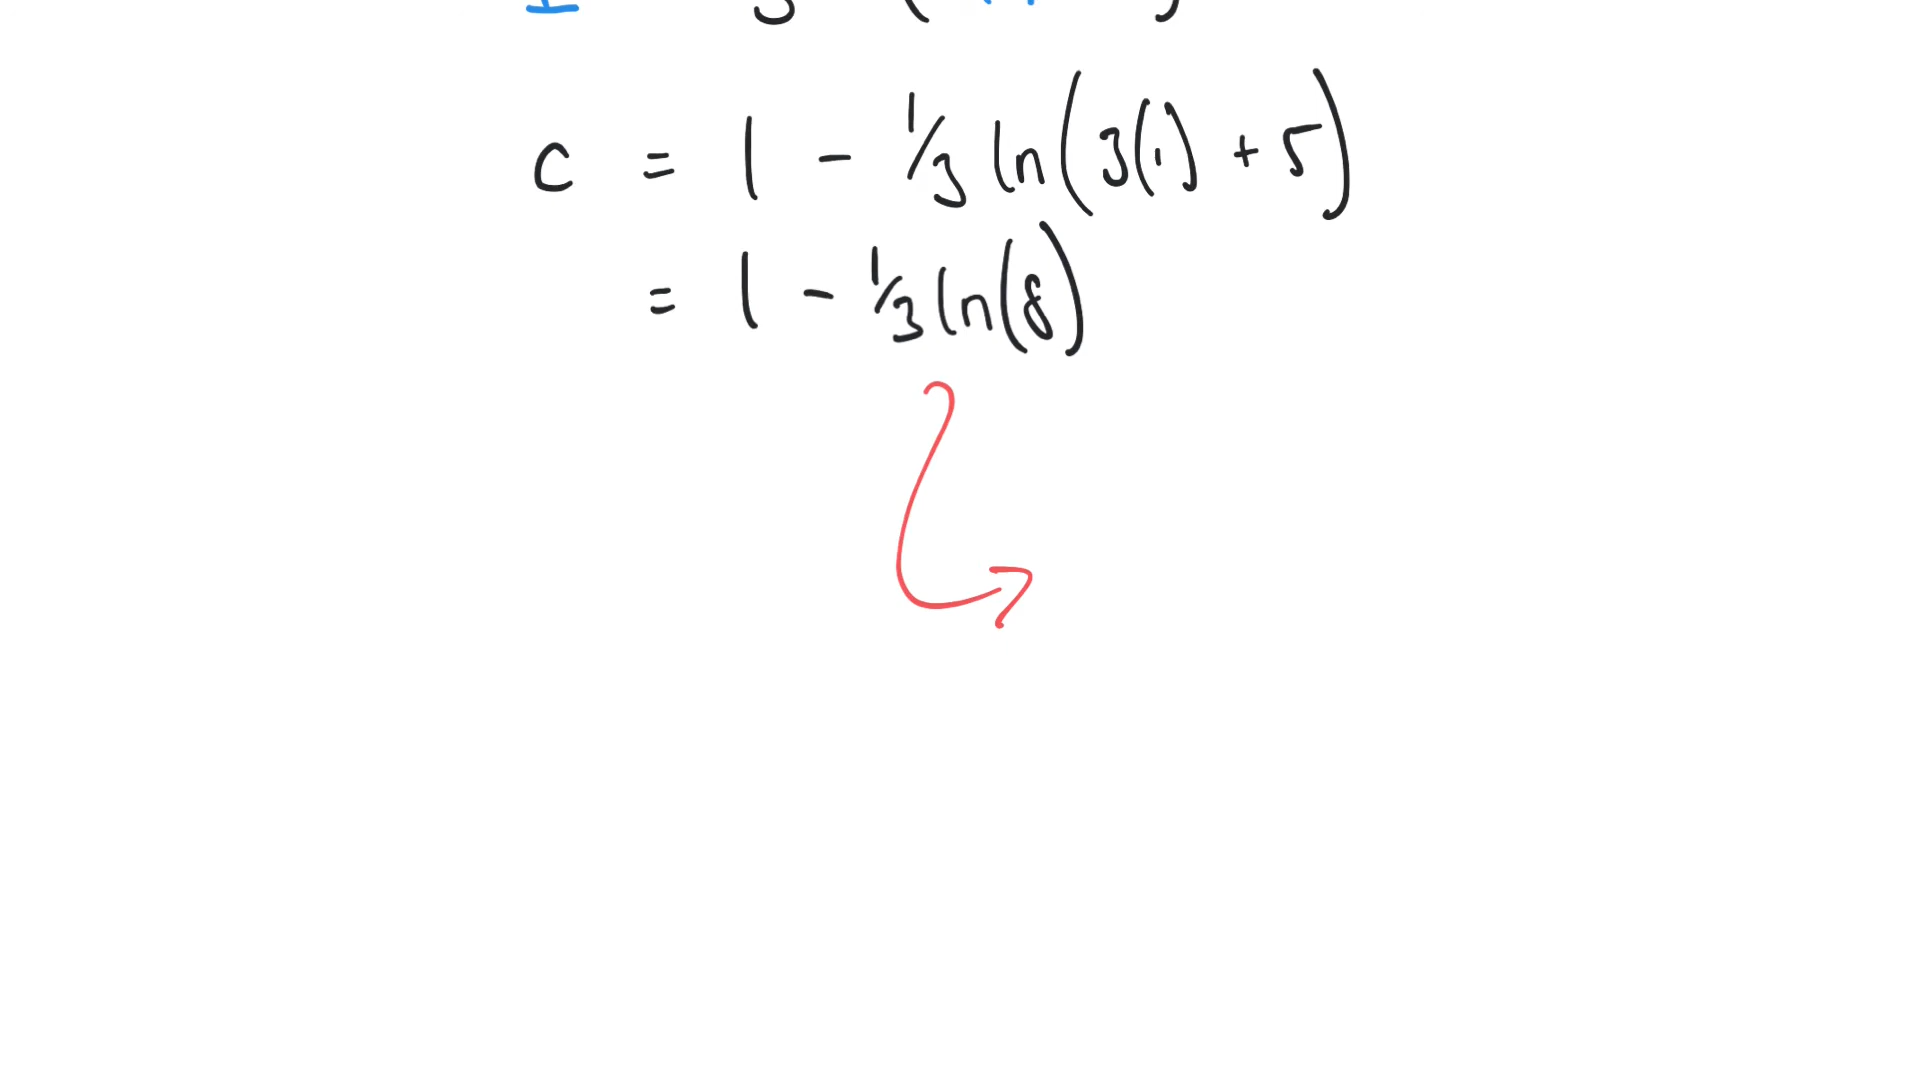 c = 1 - 1/3 ln(3(1) + 5)
= 1 - 1/3 ln(8)